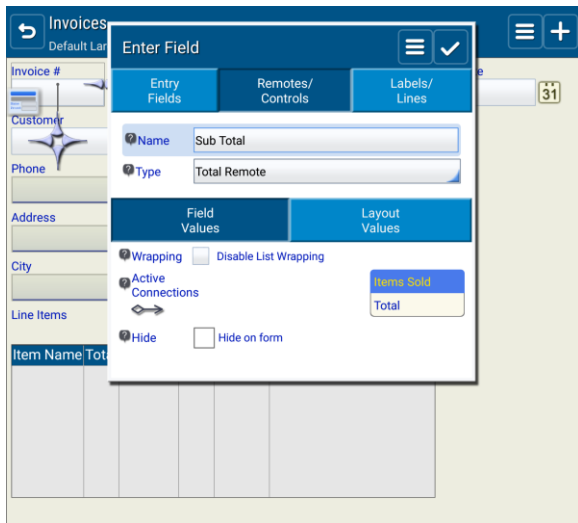 Invoices
Default Lar
Enter Field
Invoice #
Entry
Fields
Remotes/
Controls
Labels/
Lines
31
Customer
Name
Sub Total
Phone
Type
Total Remote
Address
Field
Values
Layout
Values
Wrapping
Disable List Wrapping
City
Active
Connections
Items Sold
Total
Line Items
Hide
Hide on form
Item Name Tot